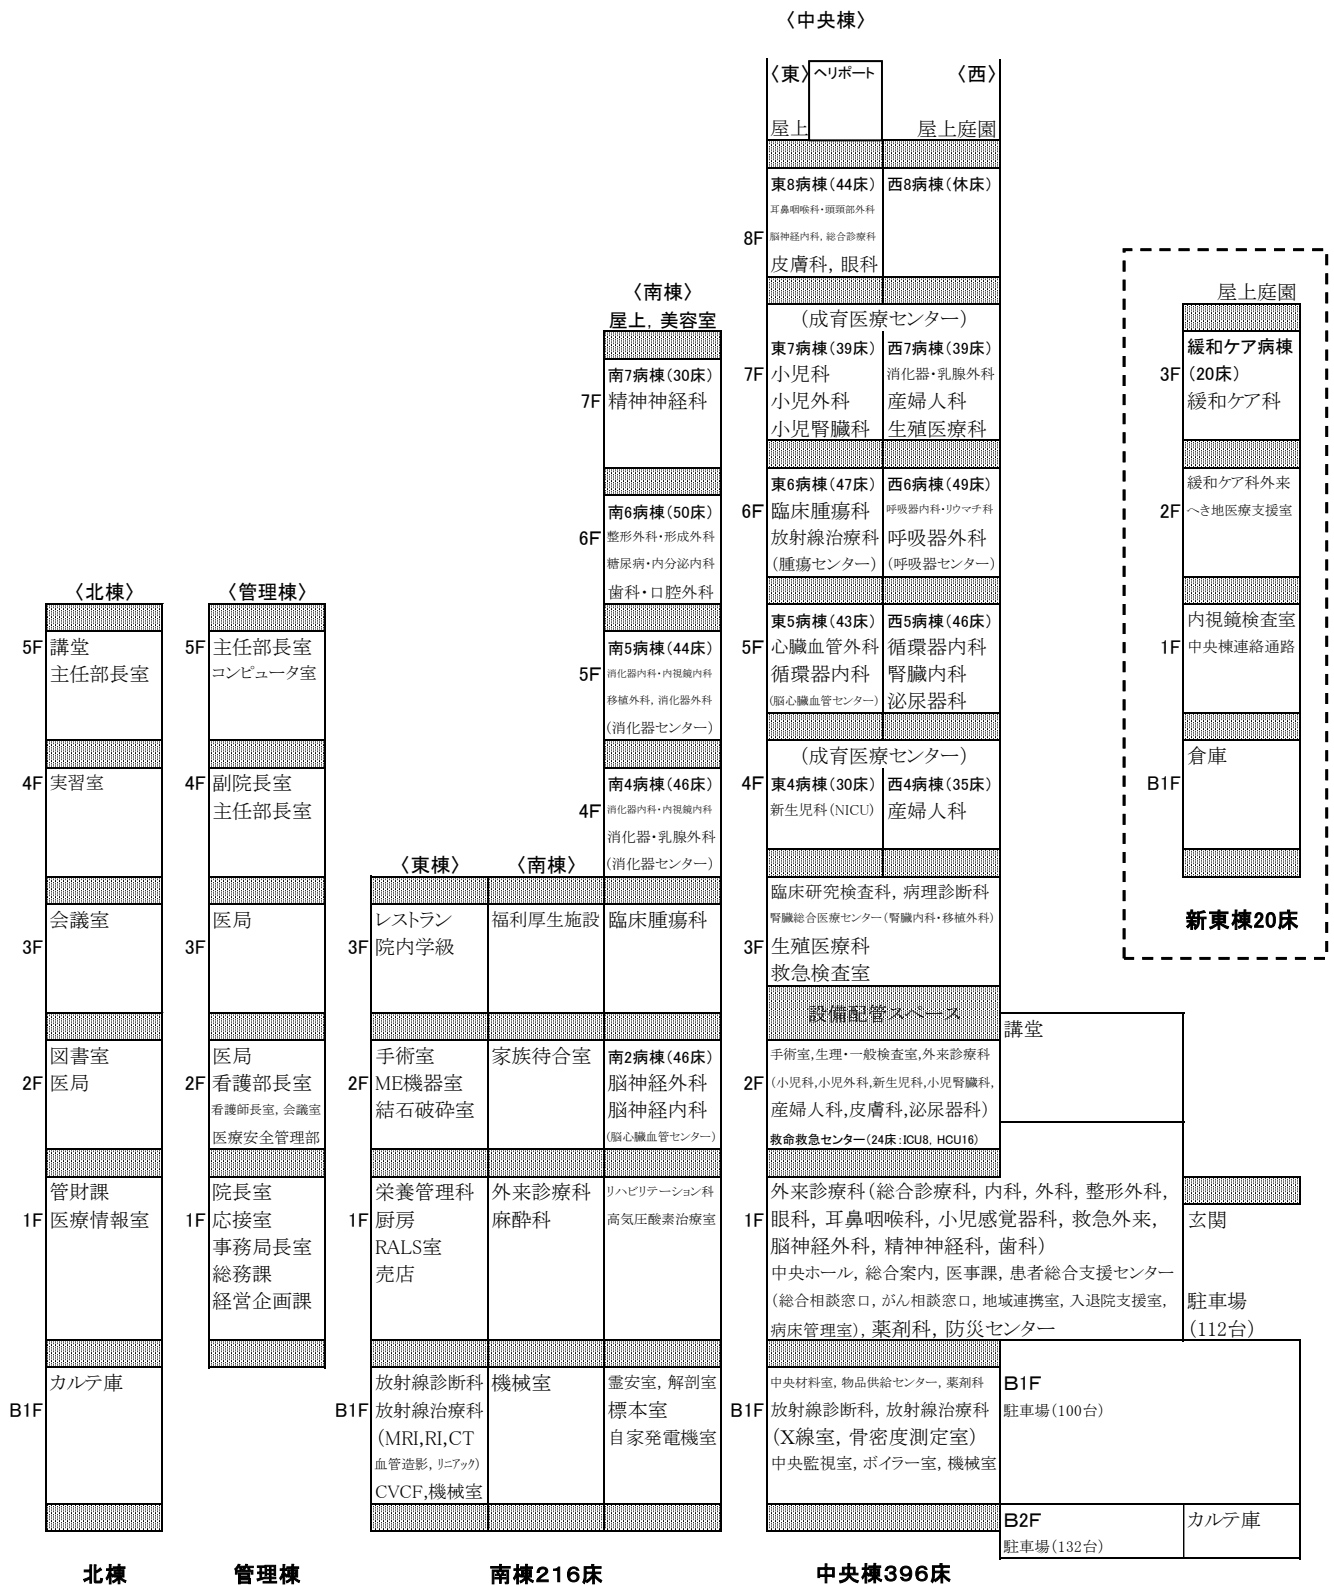 〈中央棟〉
〈東〉
ヘリポート
〈西〉
屋上
屋上庭園
東8病棟(44床)
耳鼻咽喉科・頭頸部外科
脳神経内科, 総合診療科
皮膚科, 眼科
西8病棟(休床)
8F
(成育医療センター)
東7病棟(39床)
小児科
小児外科
小児腎臓科
西7病棟(39床)
消化器・乳腺外科
産婦人科
生殖医療科
7F
東6病棟(47床)
臨床腫瘍科
放射線治療科
(腫瘍センター)
西6病棟(49床)
呼吸器内科・リウマチ科
呼吸器外科
(呼吸器センター)
6F
東5病棟(43床)
心臓血管外科
循環器内科
(脳心臓血管センター)
西5病棟(46床)
循環器内科
腎臓内科
泌尿器科
5F
(成育医療センター)
4F
東4病棟(30床)
新生児科(NICU)
西4病棟(35床)
産婦人科
臨床研究検査科, 病理診断科
腎臓総合医療センター(腎臓内科・移植外科)
3F
生殖医療科
救急検査室
設備配管スペース
講堂
手術室,生理・一般検査室,外来診療科
2F
(小児科,小児外科,新生児科,小児腎臓科,
産婦人科,皮膚科,泌尿器科)
救命救急センター(24床:ICU8, HCU16)
外来診療科(総合診療科, 内科, 外科, 整形外科,
1F
眼科, 耳鼻咽喉科, 小児感覚器科, 救急外来,
脳神経外科, 精神神経科, 歯科)
中央ホール, 総合案内, 医事課, 患者総合支援センター
(総合相談窓口, がん相談窓口, 地域連携室, 入退院支援室,
病床管理室), 薬剤科, 防災センター
玄関
駐車場
(112台)
中央材料室, 物品供給センター, 薬剤科
B1F
放射線診断科, 放射線治療科
(X線室, 骨密度測定室)
中央監視室, ボイラー室, 機械室
B1F
駐車場(100台)
B2F
駐車場(132台)
カルテ庫
中央棟396床
屋上庭園
緩和ケア病棟
3F
(20床)
緩和ケア科
緩和ケア科外来
2F
へき地医療支援室
内視鏡検査室
1F
中央棟連絡通路
倉庫
B1F
新東棟20床
〈南棟〉
屋上, 美容室
南7病棟(30床)
7F
精神神経科
南6病棟(50床)
6F
整形外科・形成外科
糖尿病・内分泌内科
歯科・口腔外科
南5病棟(44床)
5F
消化器内科・内視鏡内科
移植外科, 消化器外科
(消化器センター)
南4病棟(46床)
4F
消化器内科・内視鏡内科
消化器・乳腺外科
(消化器センター)
〈東棟〉
〈南棟〉
レストラン
3F
院内学級
福利厚生施設
臨床腫瘍科
手術室
2F
ME機器室
結石破砕室
家族待合室
南2病棟(46床)
脳神経外科
脳神経内科
(脳心臓血管センター)
栄養管理科
1F
厨房
RALS室
売店
外来診療科
麻酔科
リハビリテーション科
高気圧酸素治療室
放射線診断科
B1F
放射線治療科
(MRI,RI,CT
血管造影, リニアック)
CVCF,機械室
機械室
霊安室, 解剖室
標本室
自家発電機室
南棟216床
〈管理棟〉
5F
主任部長室
コンピュータ室
4F
副院長室
主任部長室
医局
3F
医局
2F
看護部長室
看護師長室, 会議室
医療安全管理部
院長室
1F
応接室
事務局長室
総務課
経営企画課
管理棟
〈北棟〉
5F
講堂
主任部長室
4F
実習室
会議室
3F
図書室
2F
医局
管財課
1F
医療情報室
カルテ庫
B1F
北棟